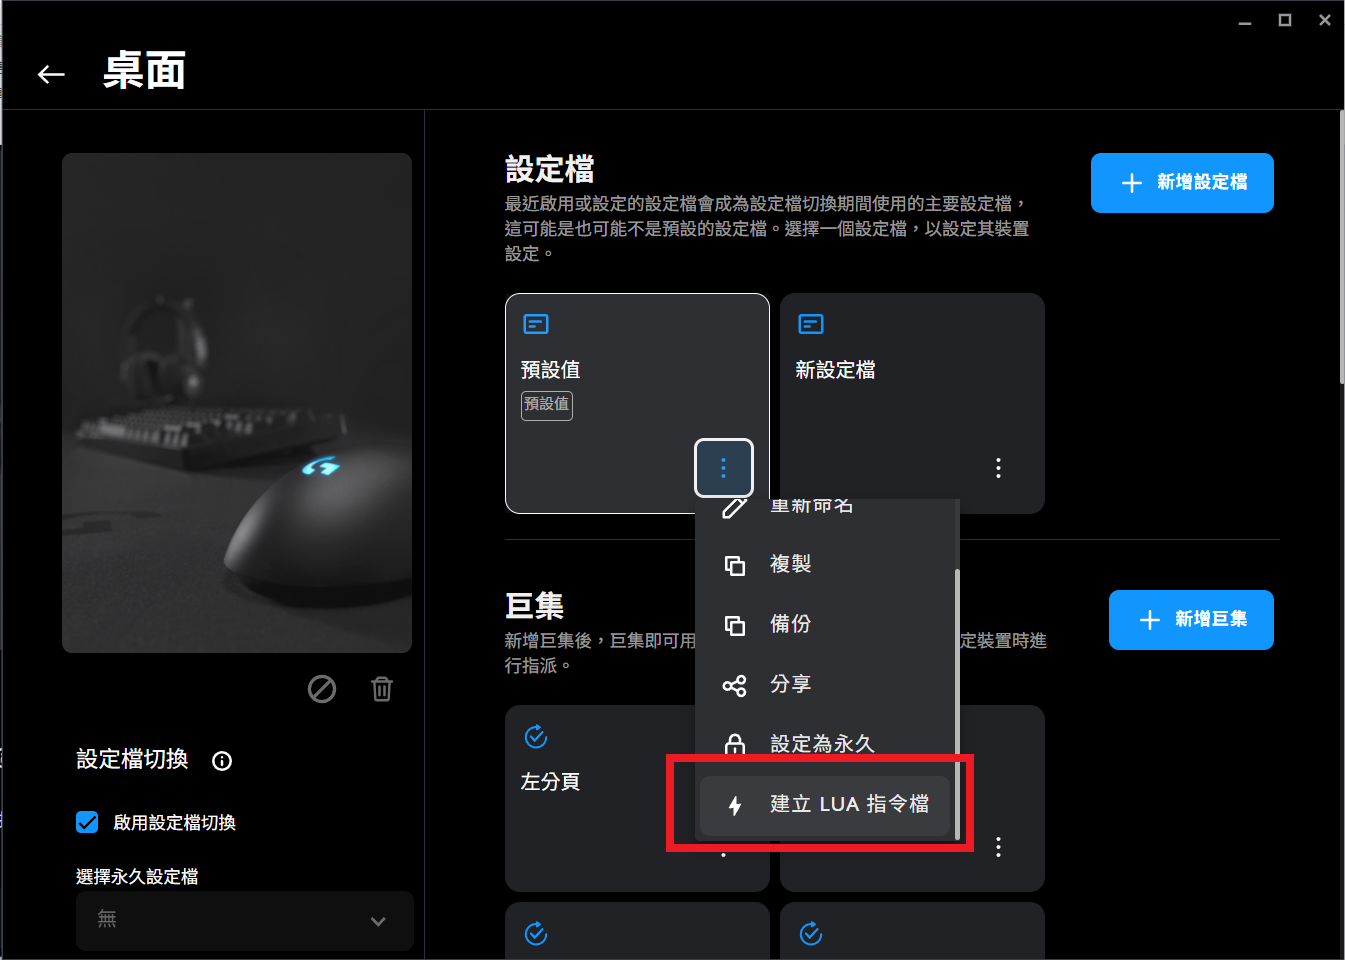 桌面
設定檔
新增設定檔
最近啟用或設定的設定檔會成為設定檔切換期間使用的主要設定檔，
這可能是也可能不是預設的設定檔。選擇一個設定檔，以設定其裝置
設定。
預設值
預設值
新設定檔
重新命名
複製
備份
分享
設定為永久
建立 LUA 指令檔
巨集
新增巨集
新增巨集後，巨集即可用
定裝置時進
行指派。
左分頁
設定檔切換
啟用設定檔切換
選擇永久設定檔
無